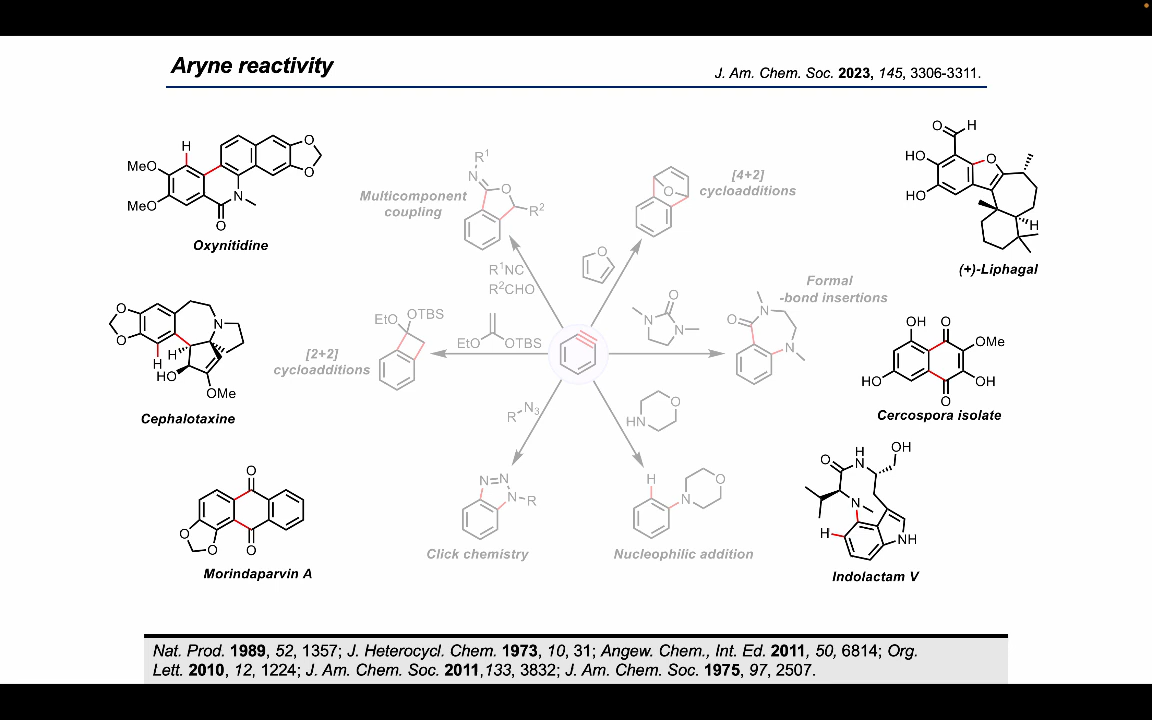 Aryne reactivity
J. Am. Chem. Soc. 2023, 145, 3306-3311.
H
MeO
MeO
N
O
O
O
Oxynitidine
O
O
N
H
H
HO
OMe
Cephalotaxine
O
O
O
O
Morindaparvin A
Multicomponent
coupling
R1
N
O
R2
R1NC
R2CHO
[4+2]
cycloadditions
O
O
Formal
-bond insertions
O
N
N
O
N
N
[2+2]
cycloadditions
EtO
OTBS
EtO
OTBS
R
N3
N=N
N
R
Click chemistry
O
HN
H
N
O
Nucleophilic addition
O
H
HO
HO
O
H
(+)-Liphagal
OH
O
OMe
HO
OH
O
Cercospora isolate
OH
H
N
O
N
H
NH
Indolactam V
Nat. Prod. 1989, 52, 1357; J. Heterocycl. Chem. 1973, 10, 31; Angew. Chem., Int. Ed. 2011, 50, 6814; Org.
Lett. 2010, 12, 1224; J. Am. Chem. Soc. 2011,133, 3832; J. Am. Chem. Soc. 1975, 97, 2507.